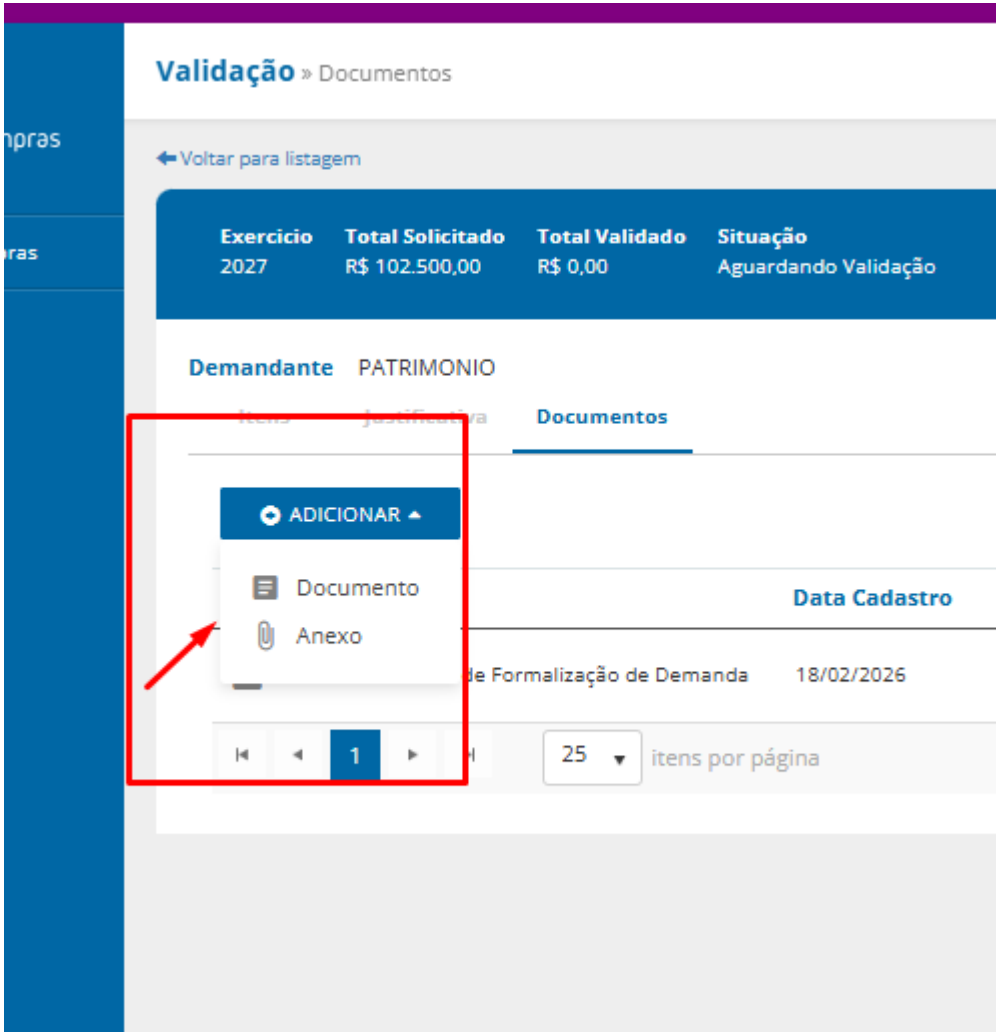 Validação » Documentos
Voltar para listagem
Exercicio Total Solicitado Total Validado Situação
2027 R$ 102.500,00 R$ 0,00 Aguardando Validação
Demandante PATRIMONIO
Itens Justificativa Documentos
ADICIONAR
Documento
Anexo
Data Cadastro
de Formalização de Demanda 18/02/2026
1 25 itens por página